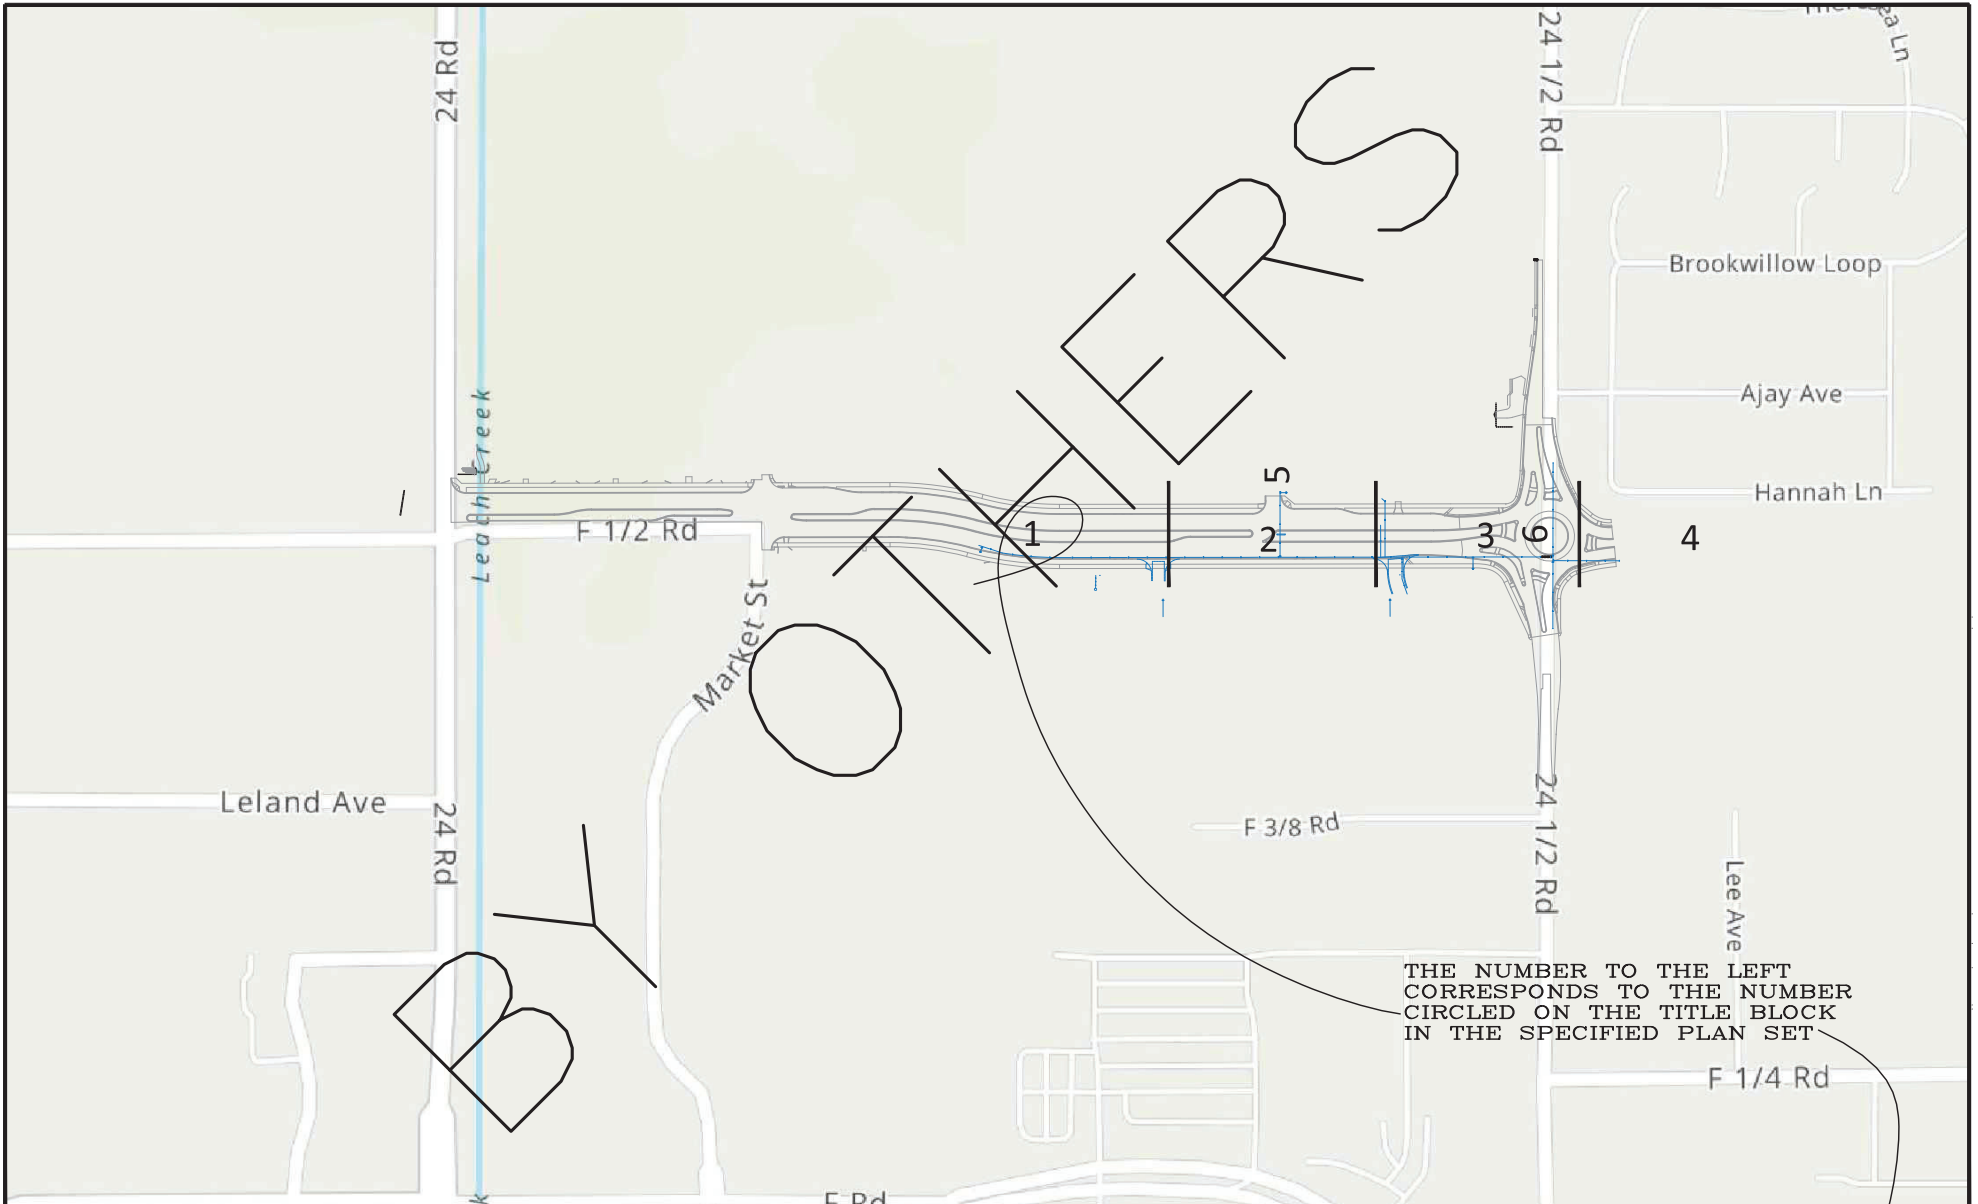 24 Rd
24 1/2 Rd
ea Ln
Brookwillow Loop
Ajay Ave
Hannah Ln
Leach Creek
F 1/2 Rd
1
2
5
3
6
4
Market St
BY OTHERS
Leland Ave
24 Rd
F 3/8 Rd
24 1/2 Rd
Lee Ave
THE NUMBER TO THE LEFT
CORRESPONDS TO THE NUMBER
CIRCLED ON THE TITLE BLOCK
IN THE SPECIFIED PLAN SET
F 1/4 Rd
F Rd